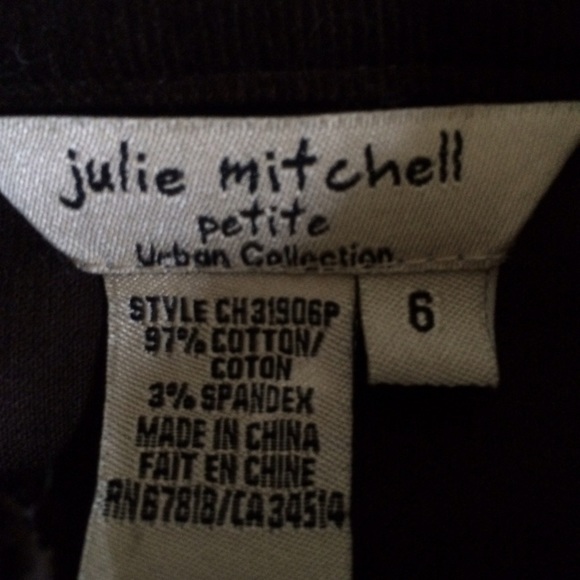 julie mitchell
petite
Urban Collection
6
STYLE CH31906P
97% COTTON/
COTON
3% SPANDEX
MADE IN CHINA
FAIT EN CHINE
RN67818/CA34514